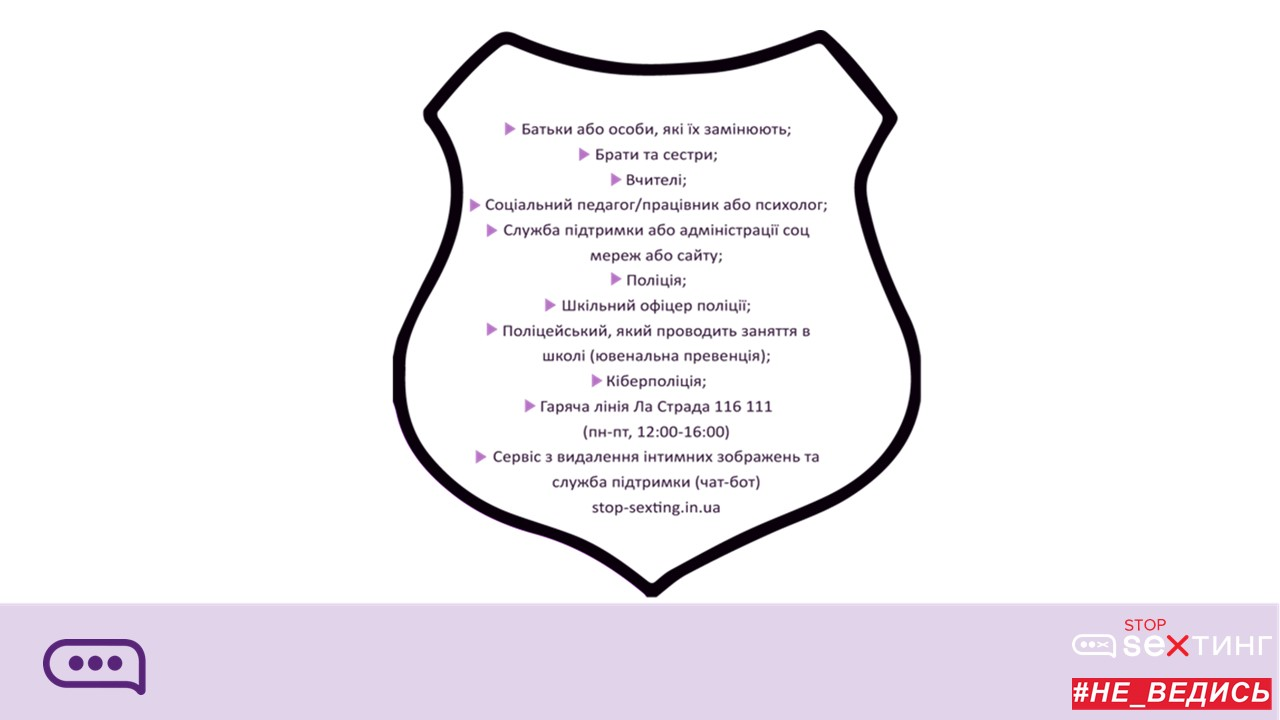 Батьки або особи, які їх замінюють;
Брати та сестри;
Вчителі;
Соціальний педагог/працівник або психолог;
Служба підтримки або адміністрації соц
мереж або сайту;
Поліція;
Шкільний офіцер поліції;
Поліцейський, який проводить заняття в
школі (ювенальна превенція);
Кіберполіція;
Гаряча лінія Ла Страда 116 111
(пн-пт, 12:00-16:00)
Сервіс з видалення інтимних зображень та
служба підтримки (чат-бот)
stop-sexting.in.ua
STOP
sexтинг
#НЕ_ВЕДИСЬ